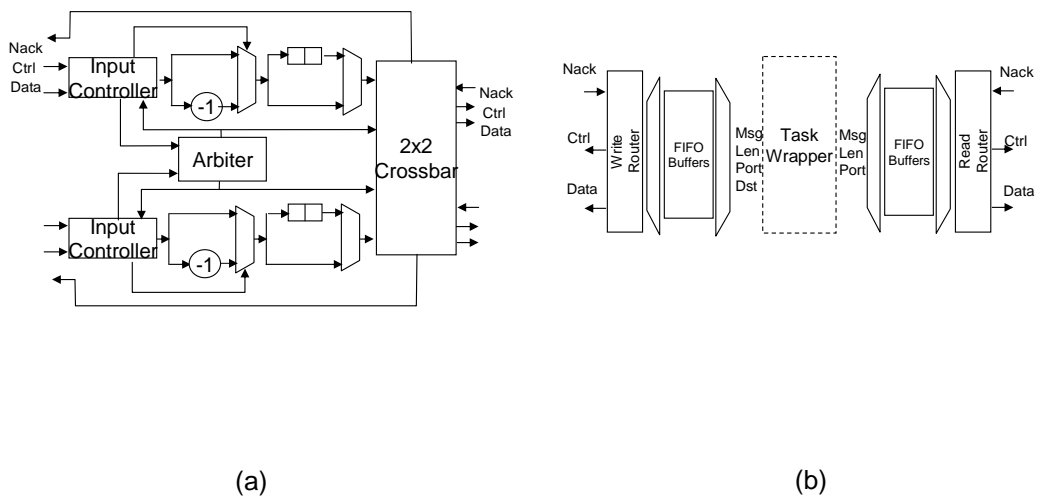 Nack
Ctrl
Data
Input
Controller
-1
Arbiter
Input
Controller
-1
2x2
Crossbar
Nack
Ctrl
Data
(a)
Nack
Ctrl
Data
Write
Router
FIFO
Buffers
Msg
Len
Port
Dst
Task
Wrapper
Msg
Len
Port
FIFO
Buffers
Read
Router
Nack
Ctrl
Data
(b)